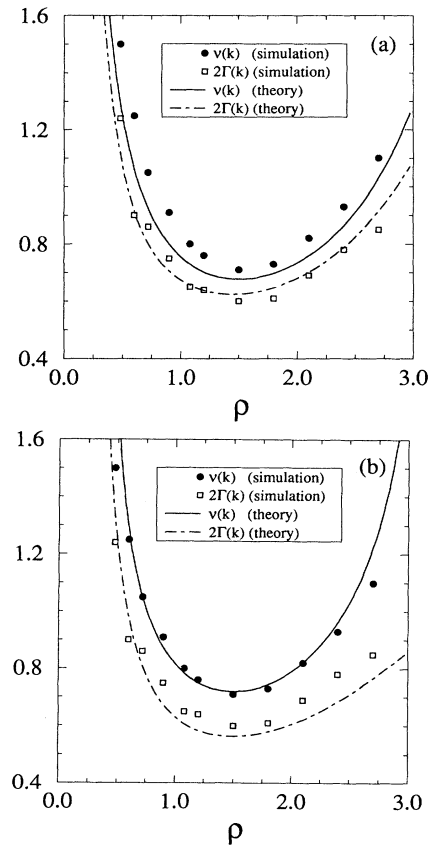 1.6
(a)
ν(k) (simulation)
2Γ(k) (simulation)
ν(k) (theory)
2Γ(k) (theory)
1.2
0.8
0.4
0.0 1.0 2.0 3.0
ρ
1.6
(b)
ν(k) (simulation)
2Γ(k) (simulation)
ν(k) (theory)
2Γ(k) (theory)
1.2
0.8
0.4
0.0 1.0 2.0 3.0
ρ